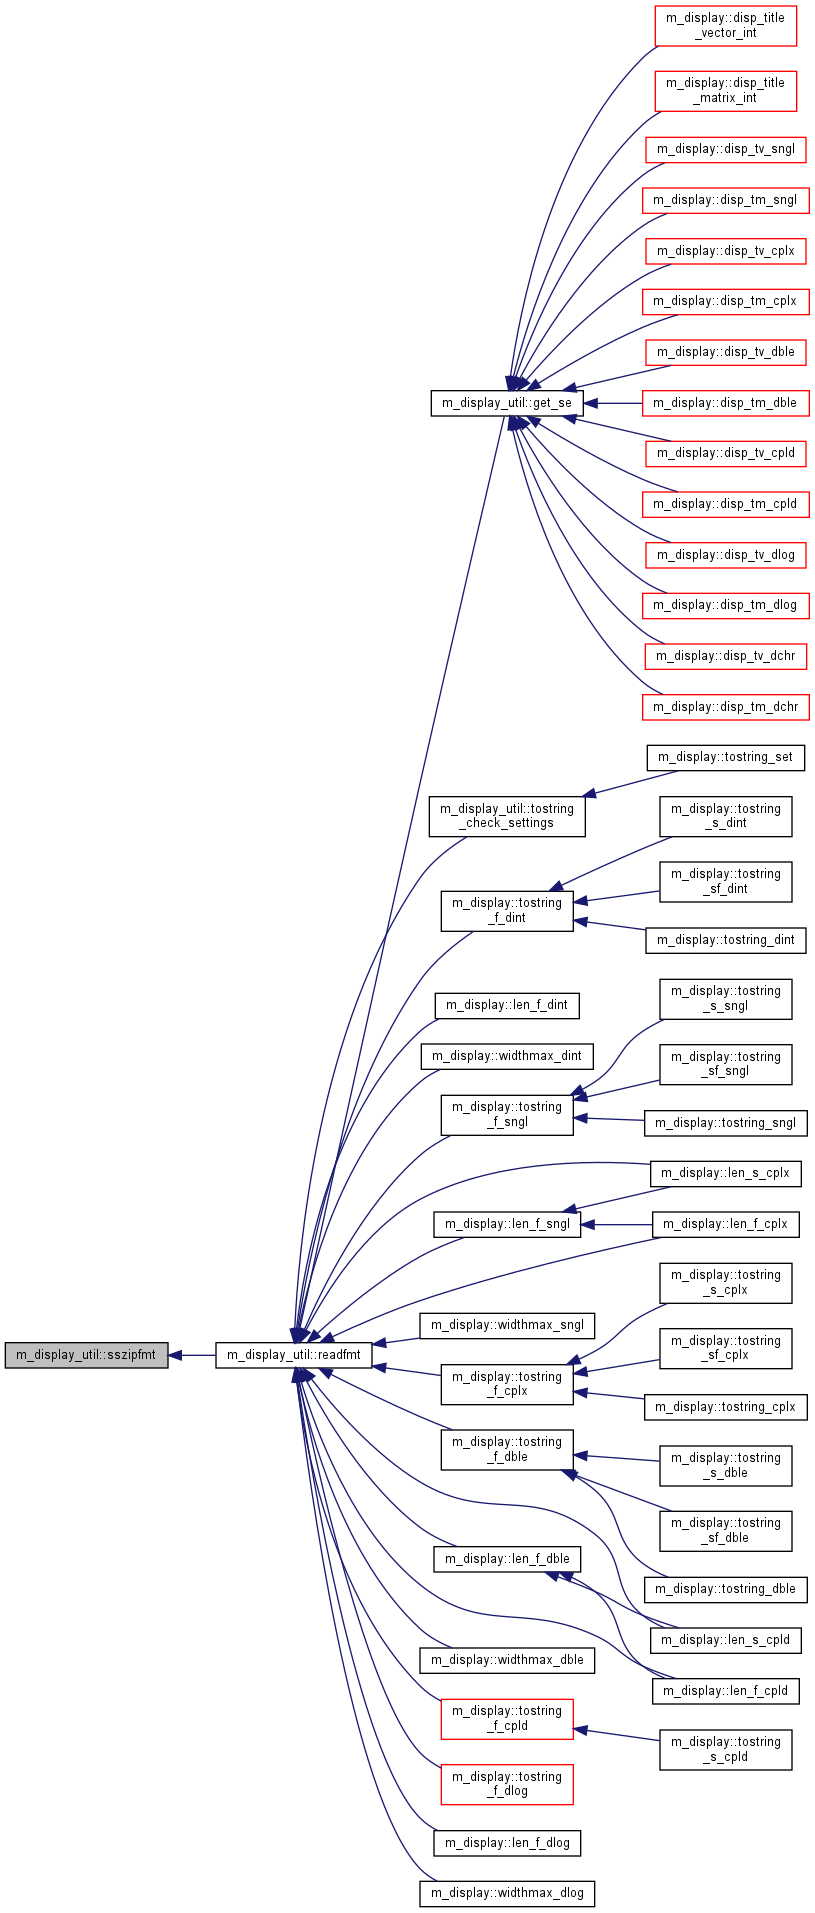 m_display::disp_title
_vector_int
m_display::disp_title
_matrix_int
m_display::disp_tv_sngl
m_display::disp_tm_sngl
m_display::disp_tv_cplx
m_display::disp_tm_cplx
m_display::disp_tv_dble
m_display_util::get_se
m_display::disp_tm_dble
m_display::disp_tv_cpld
m_display::disp_tm_cpld
m_display::disp_tv_dlog
m_display::disp_tm_dlog
m_display::disp_tv_dchr
m_display::disp_tm_dchr
m_display::tostring_set
m_display_util::tostring
_check_settings
m_display::tostring
_s_dint
m_display::tostring
_sf_dint
m_display::tostring
_f_dint
m_display::tostring_dint
m_display::len_f_dint
m_display::tostring
_s_sngl
m_display::widthmax_dint
m_display::tostring
_sf_sngl
m_display::tostring
_f_sngl
m_display::tostring_sngl
m_display::len_s_cplx
m_display::len_f_sngl
m_display::len_f_cplx
m_display::tostring
_s_cplx
m_display::widthmax_sngl
m_display::tostring
_sf_cplx
m_display_util::sszipfmt
m_display_util::readfmt
m_display::tostring
_f_cplx
m_display::tostring_cplx
m_display::tostring
_f_dble
m_display::tostring
_s_dble
m_display::tostring
_sf_dble
m_display::len_f_dble
m_display::tostring_dble
m_display::len_s_cpld
m_display::widthmax_dble
m_display::len_f_cpld
m_display::tostring
_f_cpld
m_display::tostring
_s_cpld
m_display::tostring
_f_dlog
m_display::len_f_dlog
m_display::widthmax_dlog